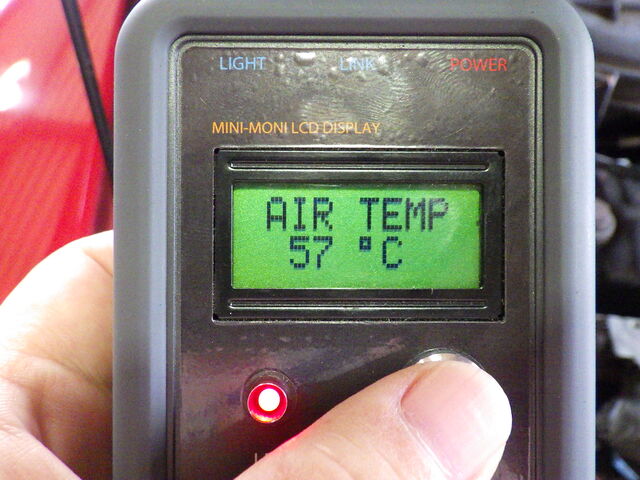 LIGHT LINK POWER
MINI-MONI LCD DISPLAY
AIR TEMP
57 °C